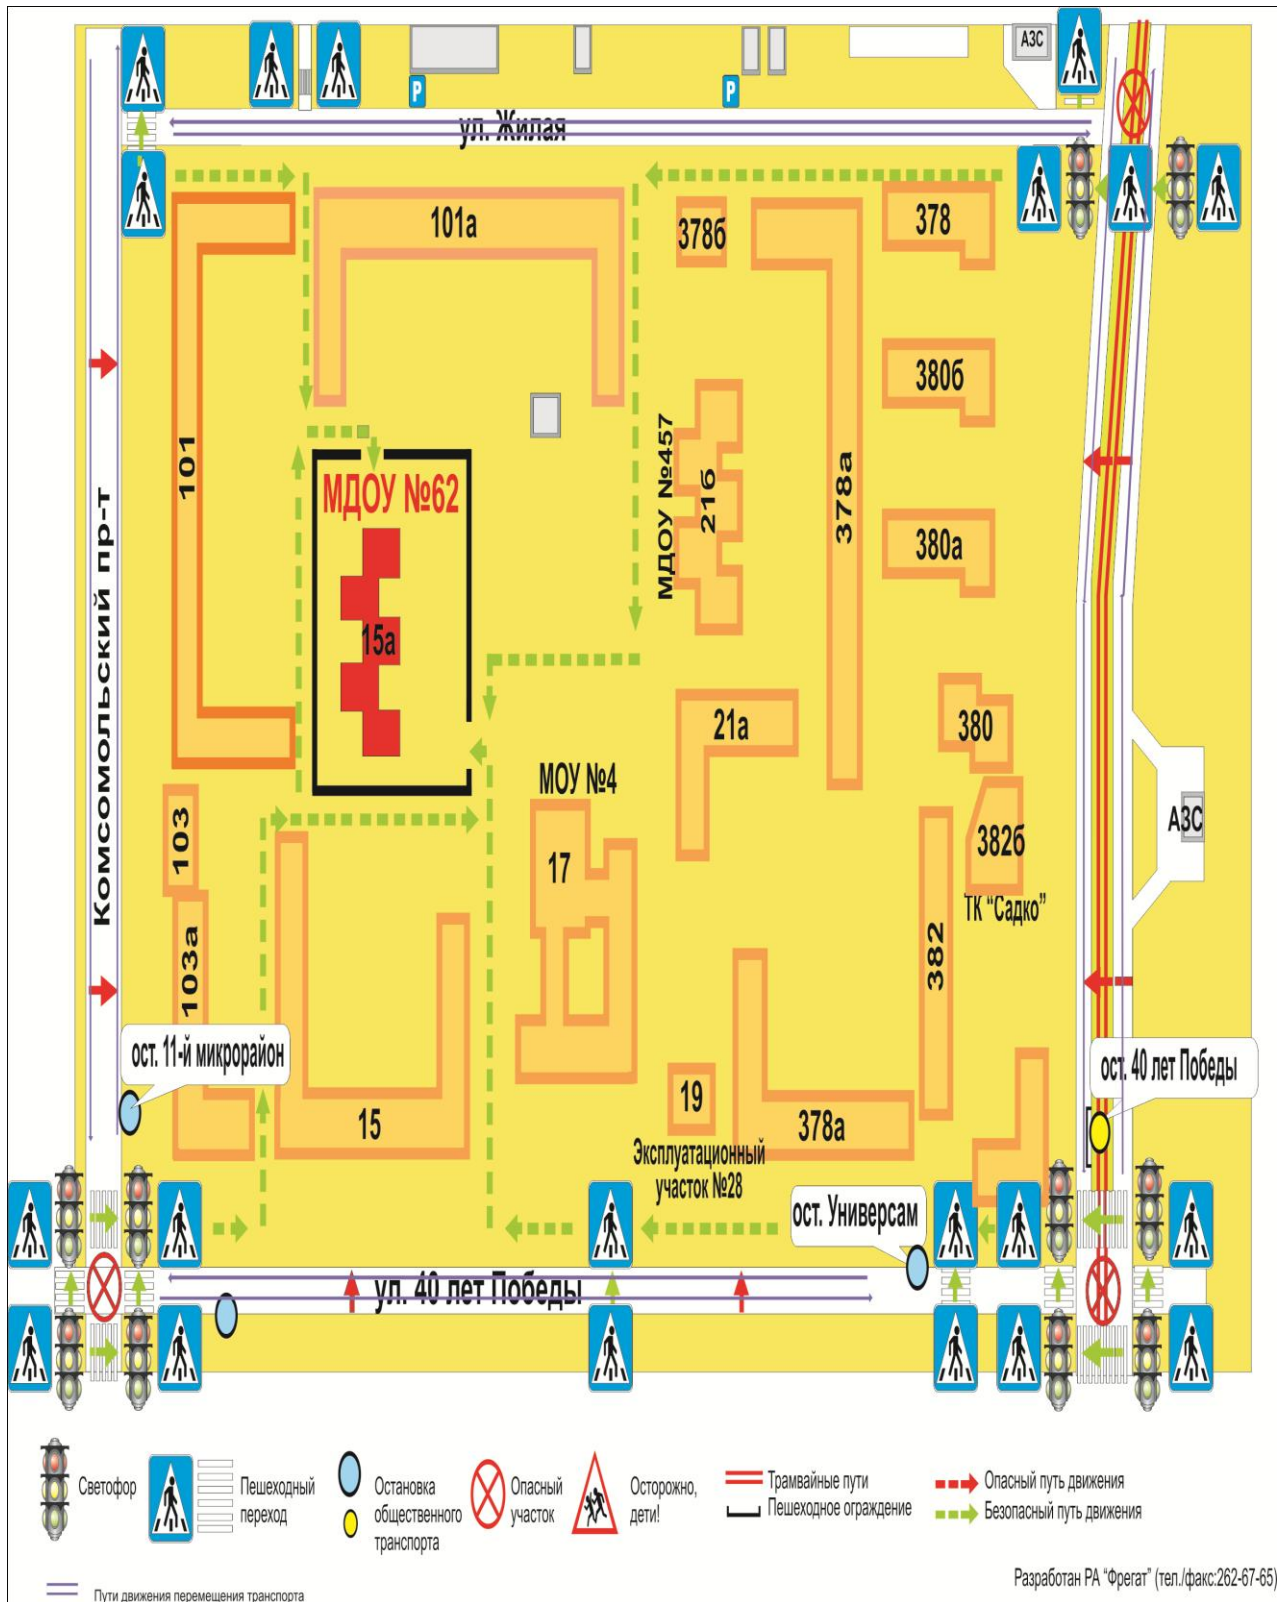 АЗС
P
P
ул. Жилая
101а
378б
378
380б
МДОУ №457
21б
378а
101
МДОУ №62
380а
15а
Комсомольский пр-т
21а
380
МОУ №4
103
17
382б
АЗС
ТК "Садко"
382
103а
ост. 11-й микрорайон
ост. 40 лет Победы
15
19
378а
Эксплуатационный
участок №28
ост. Универсам
ул. 40 лет Победы
Светофор
Пешеходный
переход
Остановка
общественного
транспорта
Опасный
участок
Осторожно,
дети!
Трамвайные пути
Пешеходное ограждение
Опасный путь движения
Безопасный путь движения
Пути движения перемещения транспорта
Разработан РА "Фрегат" (тел./факс:262-67-65)